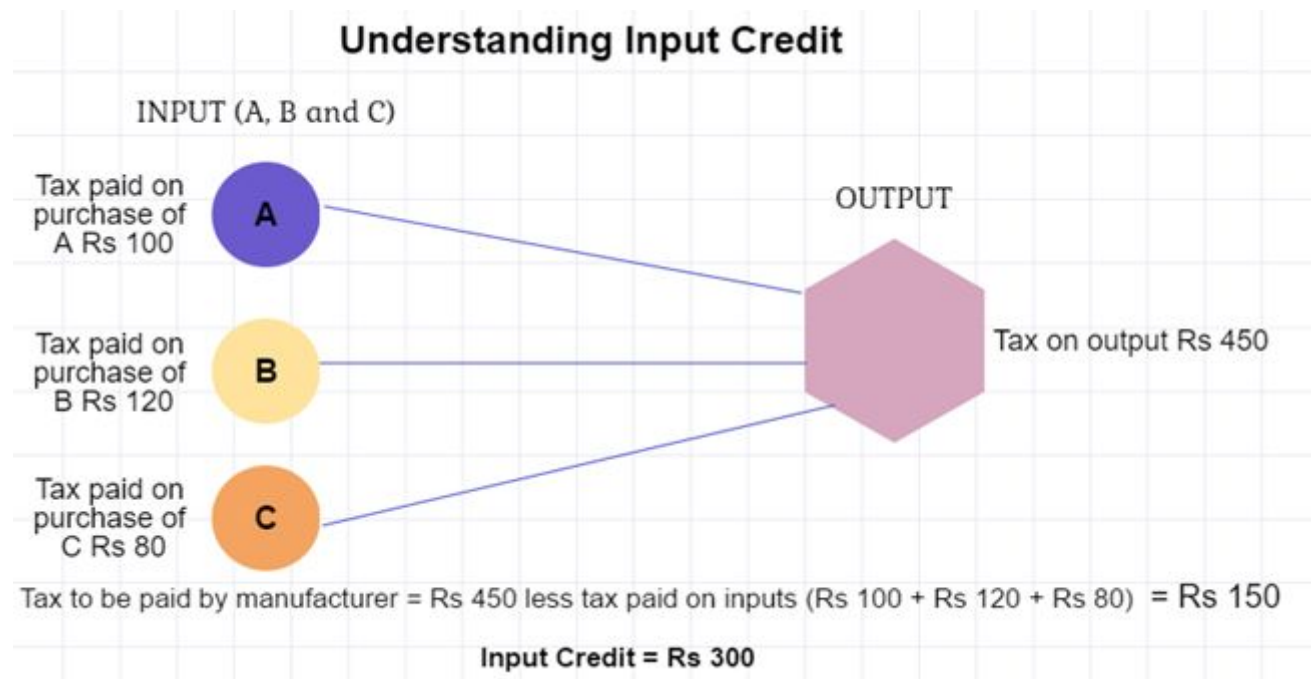 Understanding Input Credit
INPUT (A, B and C)
Tax paid on
purchase of
A Rs 100
A
OUTPUT
Tax paid on
purchase of
B Rs 120
B
Tax on output Rs 450
Tax paid on
purchase of
C Rs 80
C
Tax to be paid by manufacturer = Rs 450 less tax paid on inputs (Rs 100 + Rs 120 + Rs 80) = Rs 150
Input Credit = Rs 300